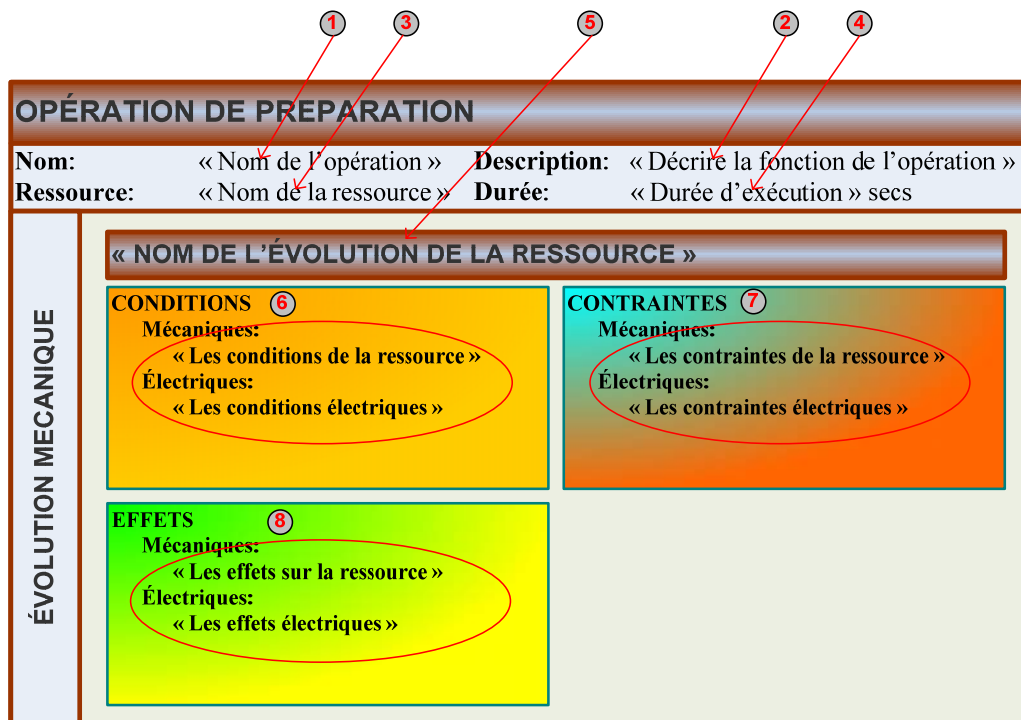 1 3 5 2 4
OPÉRATION DE PREPARATION
Nom: « Nom de l’opération » Description: « Décrire la fonction de l’opération »
Ressource: « Nom de la ressource » Durée: « Durée d’exécution » secs
ÉVOLUTION MECANIQUE
« NOM DE L’ÉVOLUTION DE LA RESSOURCE »
CONDITIONS 6
Mécaniques:
« Les conditions de la ressource »
Électriques:
« Les conditions électriques »
CONTRAINTES 7
Mécaniques:
« Les contraintes de la ressource »
Électriques:
« Les contraintes électriques »
EFFETS 8
Mécaniques:
« Les effets sur la ressource »
Électriques:
« Les effets électriques »